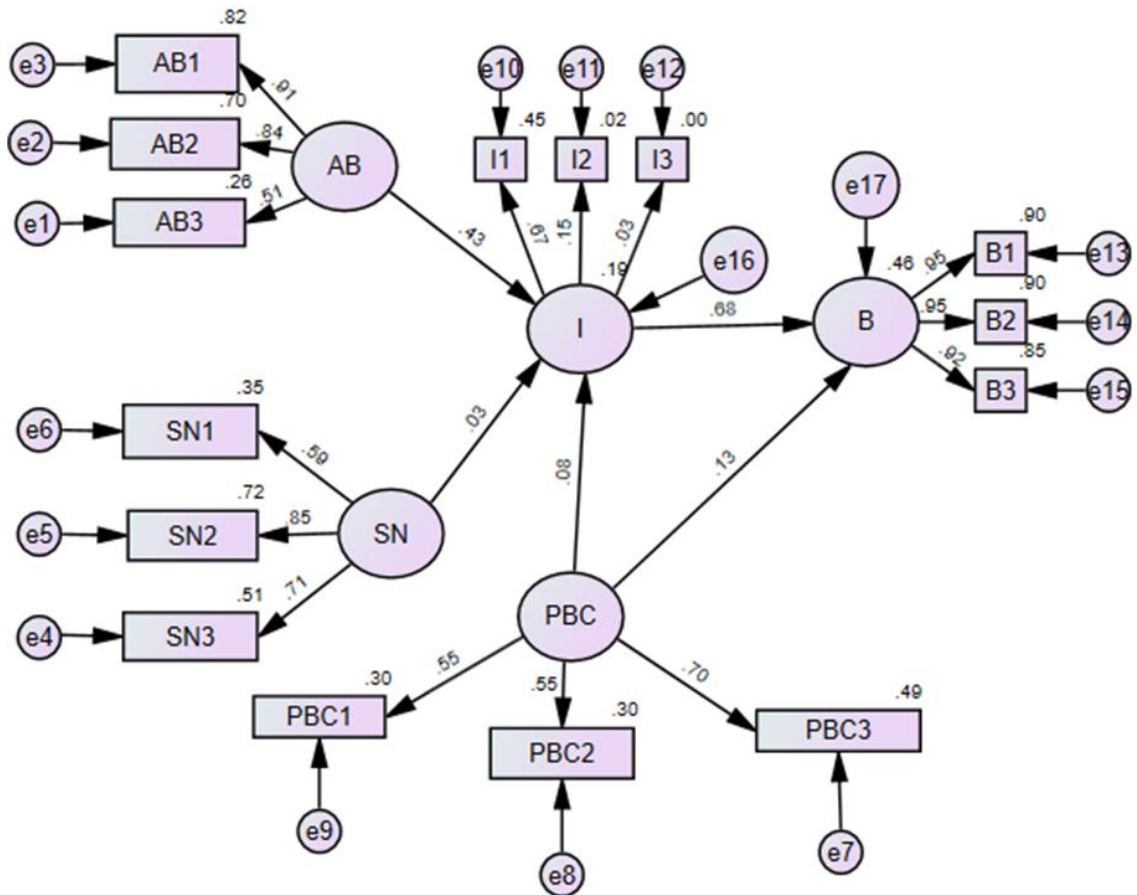 .82
e3
AB1
.91
.70
e2
AB2
.84
.26
e1
AB3
.51
AB
e10
e11
e12
.45
.02
.00
I1
I2
I3
.67
.15
.03
.43
.19
e16
I
.68
e17
.46
B
.95
.90
B1
e13
.95
.90
B2
e14
.92
.85
B3
e15
.35
e6
SN1
.59
.72
e5
SN2
.85
.51
e4
SN3
.71
SN
.03
.08
.13
PBC
.55
.30
PBC1
e9
.55
.30
PBC2
e8
.70
.49
PBC3
e7